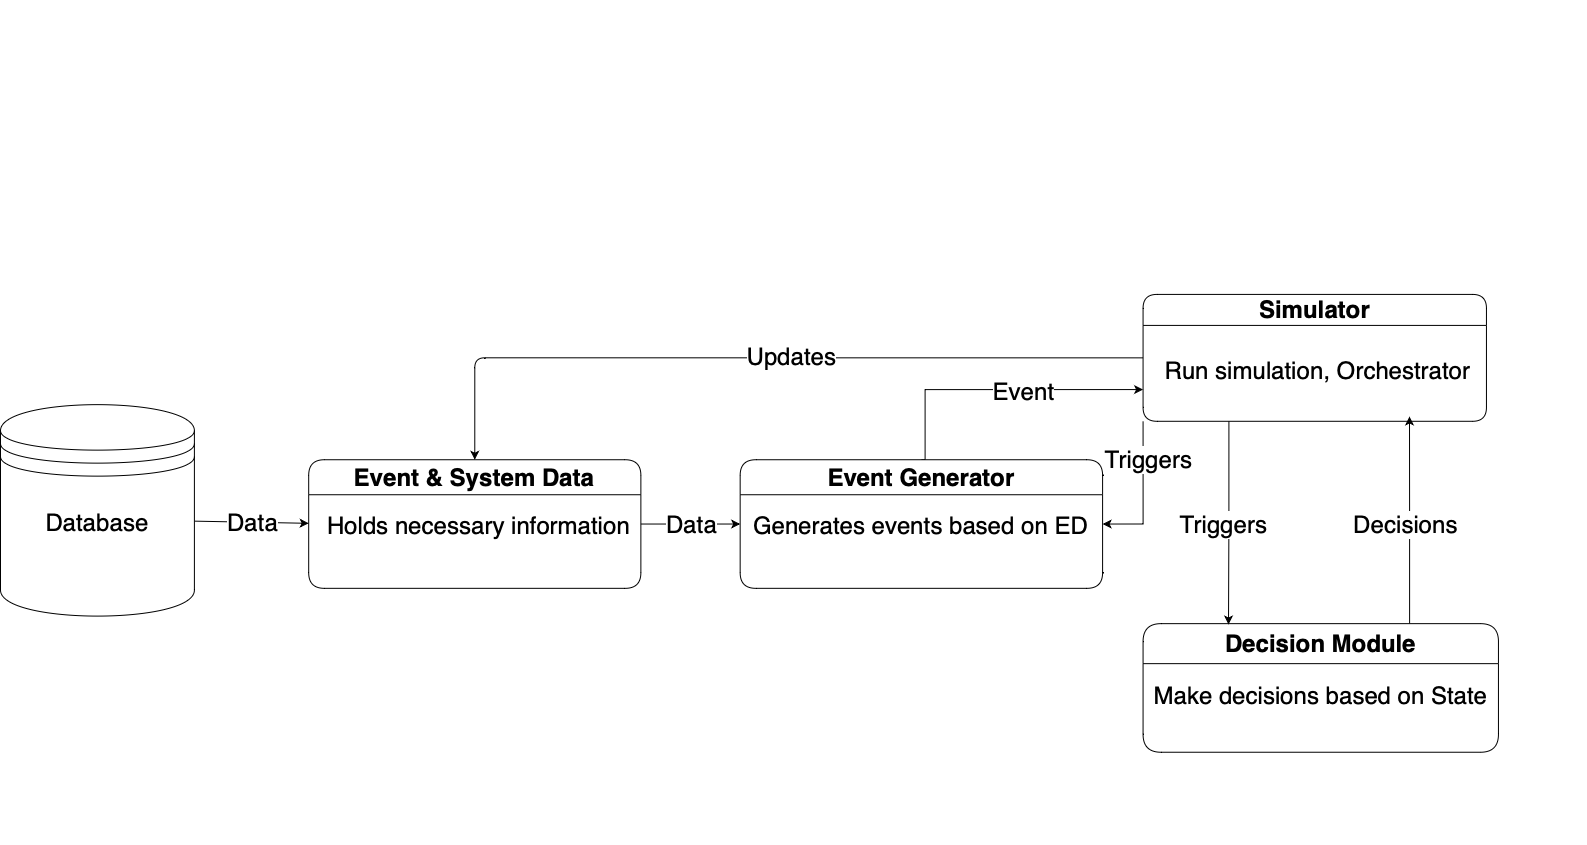 Simulator
Run simulation, Orchestrator
Updates
Event
Triggers
Event & System Data
Holds necessary information
Event Generator
Generates events based on ED
Database
Data
Data
Triggers
Decisions
Decision Module
Make decisions based on State